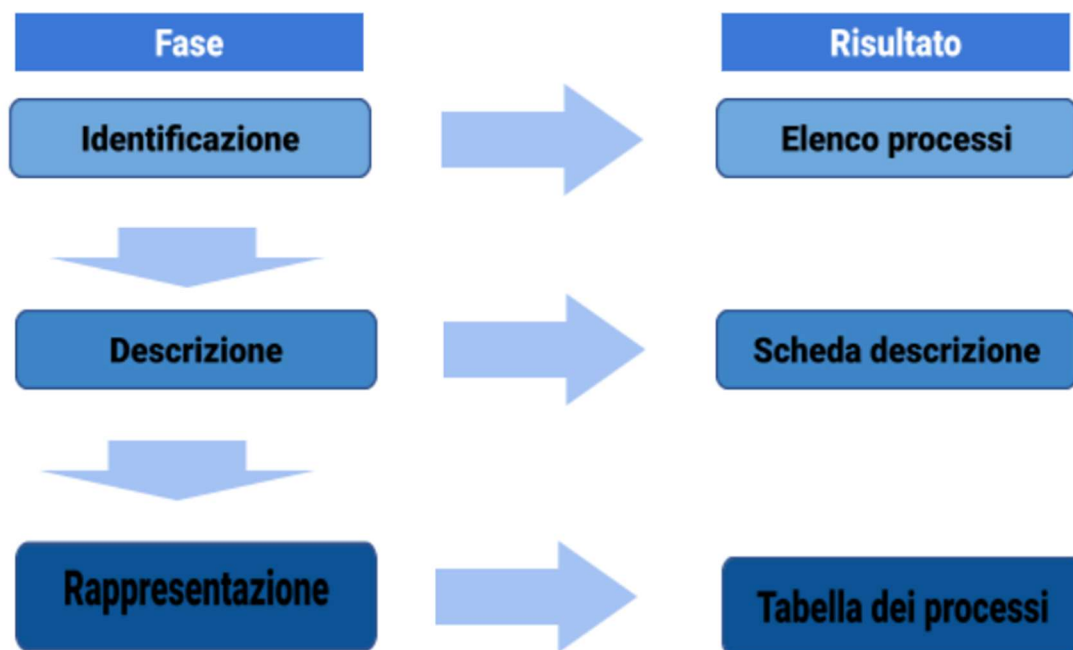 Fase
Risultato
Identificazione
Elenco processi
Descrizione
Scheda descrizione
Rappresentazione
Tabella dei processi